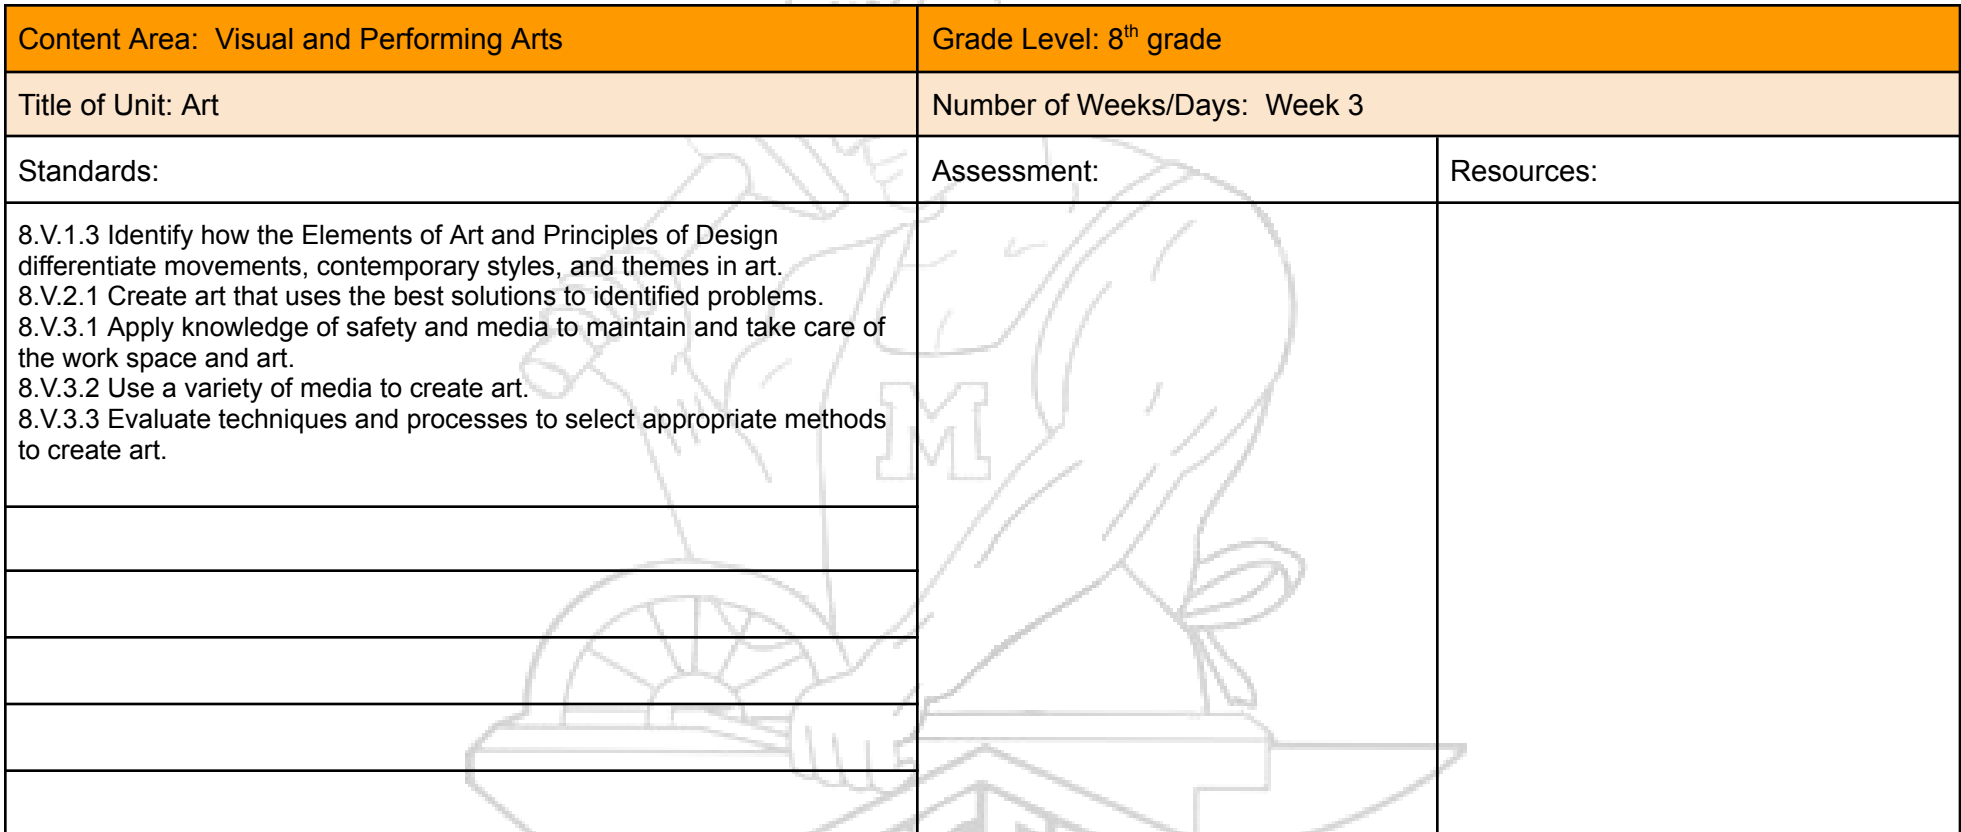 Content Area:  Visual and Performing Arts
Grade Level: 8th grade
Title of Unit: Art
Number of Weeks/Days:  Week 3
Standards:
Assessment:
Resources:
8.V.1.3 Identify how the Elements of Art and Principles of Design
differentiate movements, contemporary styles, and themes in art.
8.V.2.1 Create art that uses the best solutions to identified problems.
8.V.3.1 Apply knowledge of safety and media to maintain and take care of
the work space and art.
8.V.3.2 Use a variety of media to create art.
8.V.3.3 Evaluate techniques and processes to select appropriate methods
to create art.
M